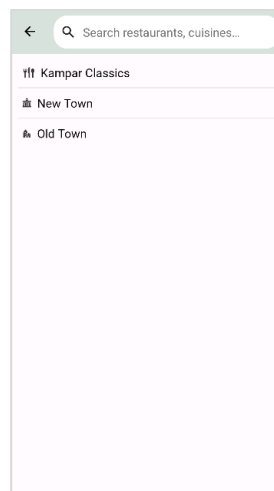 Search restaurants, cuisines...
Kampar Classics
New Town
Old Town